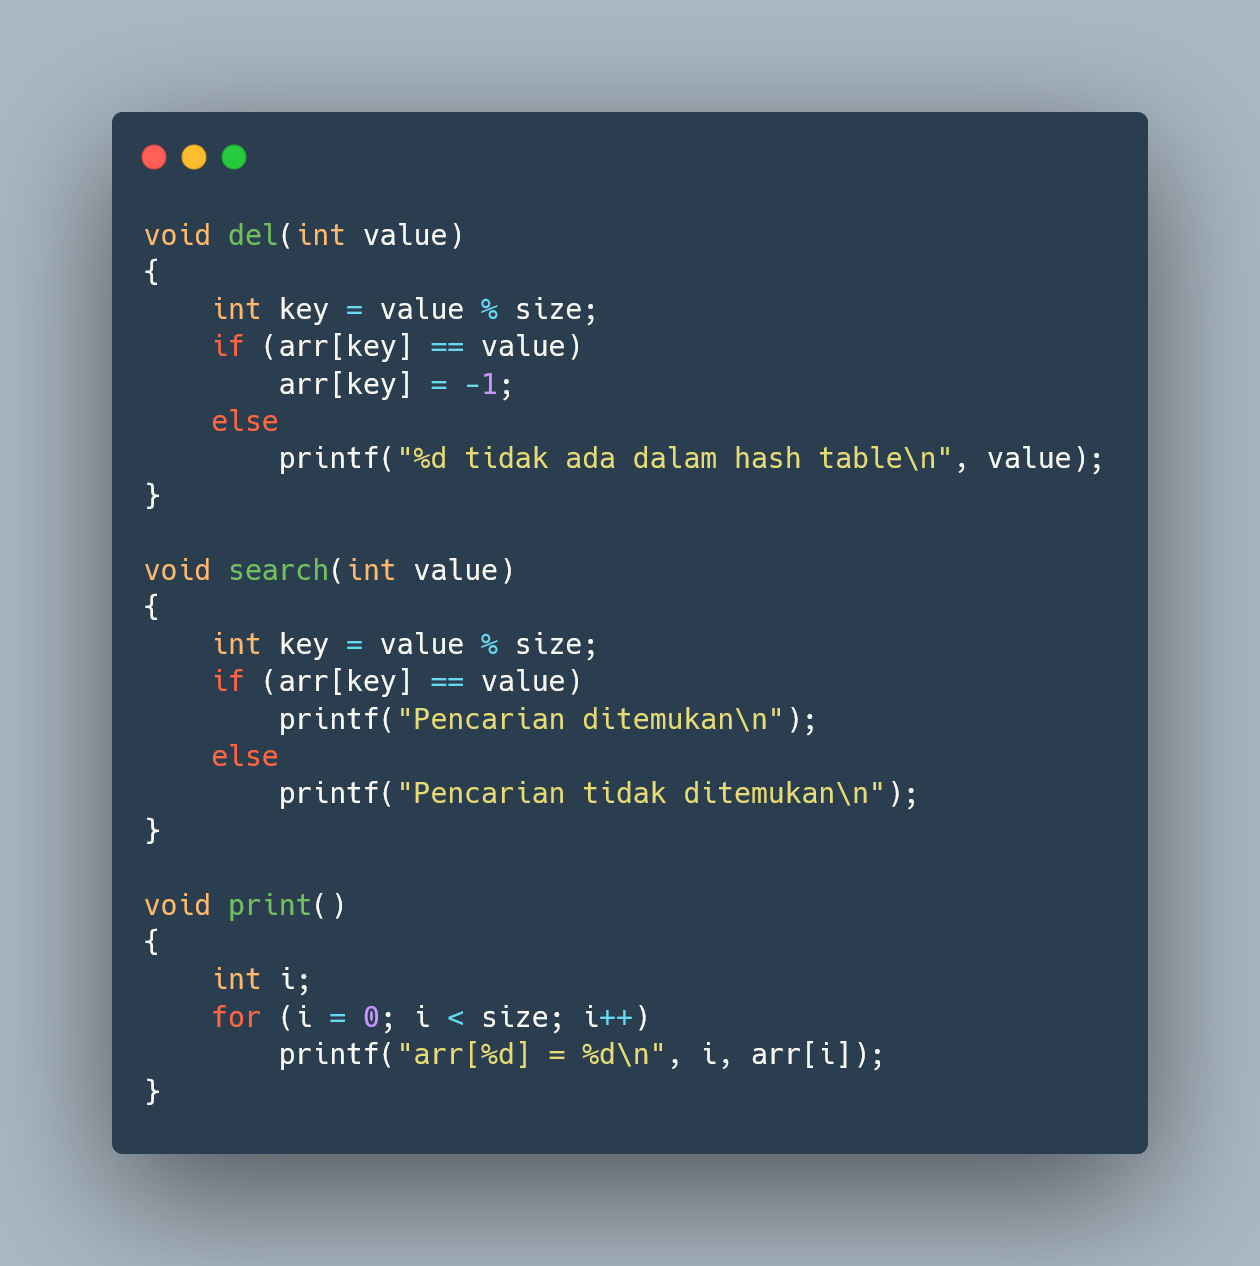 void del(int value)
{
    int key = value % size;
    if (arr[key] == value)
        arr[key] = -1;
    else
        printf("%d tidak ada dalam hash table\n", value);
}

void search(int value)
{
    int key = value % size;
    if (arr[key] == value)
        printf("Pencarian ditemukan\n");
    else
        printf("Pencarian tidak ditemukan\n");
}

void print()
{
    int i;
    for (i = 0; i < size; i++)
        printf("arr[%d] = %d\n", i, arr[i]);
}